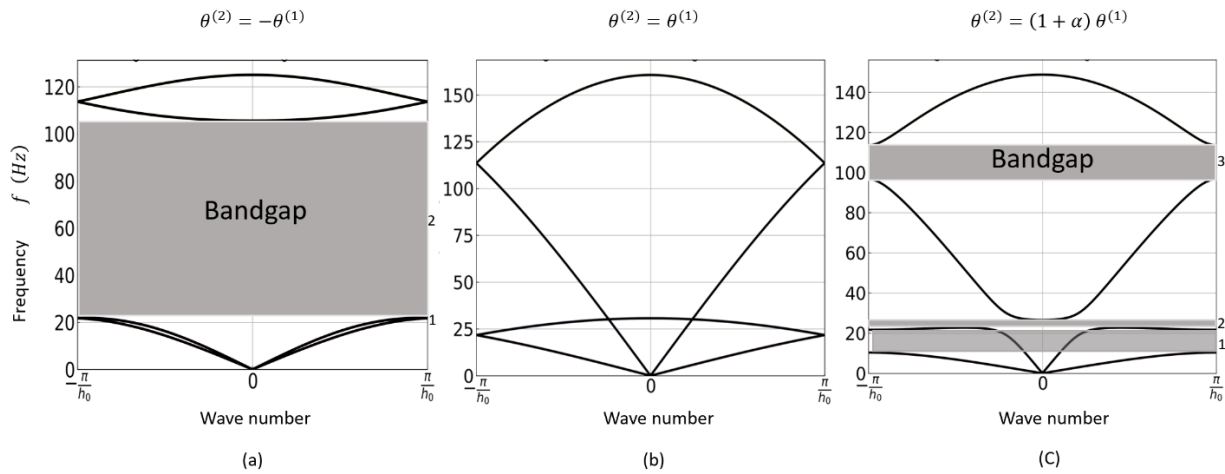 θ⁽²⁾ = −θ⁽¹⁾
θ⁽²⁾ = θ⁽¹⁾
θ⁽²⁾ = (1 + α) θ⁽¹⁾
Frequency f (Hz)
120
100
80
60
40
20
0
Bandgap
2
1
−π/h₀
0
π/h₀
Wave number
(a)
150
125
100
75
50
25
0
−π/h₀
0
π/h₀
Wave number
(b)
140
120
100
80
60
40
20
0
Bandgap
3
2
1
−π/h₀
0
π/h₀
Wave number
(C)